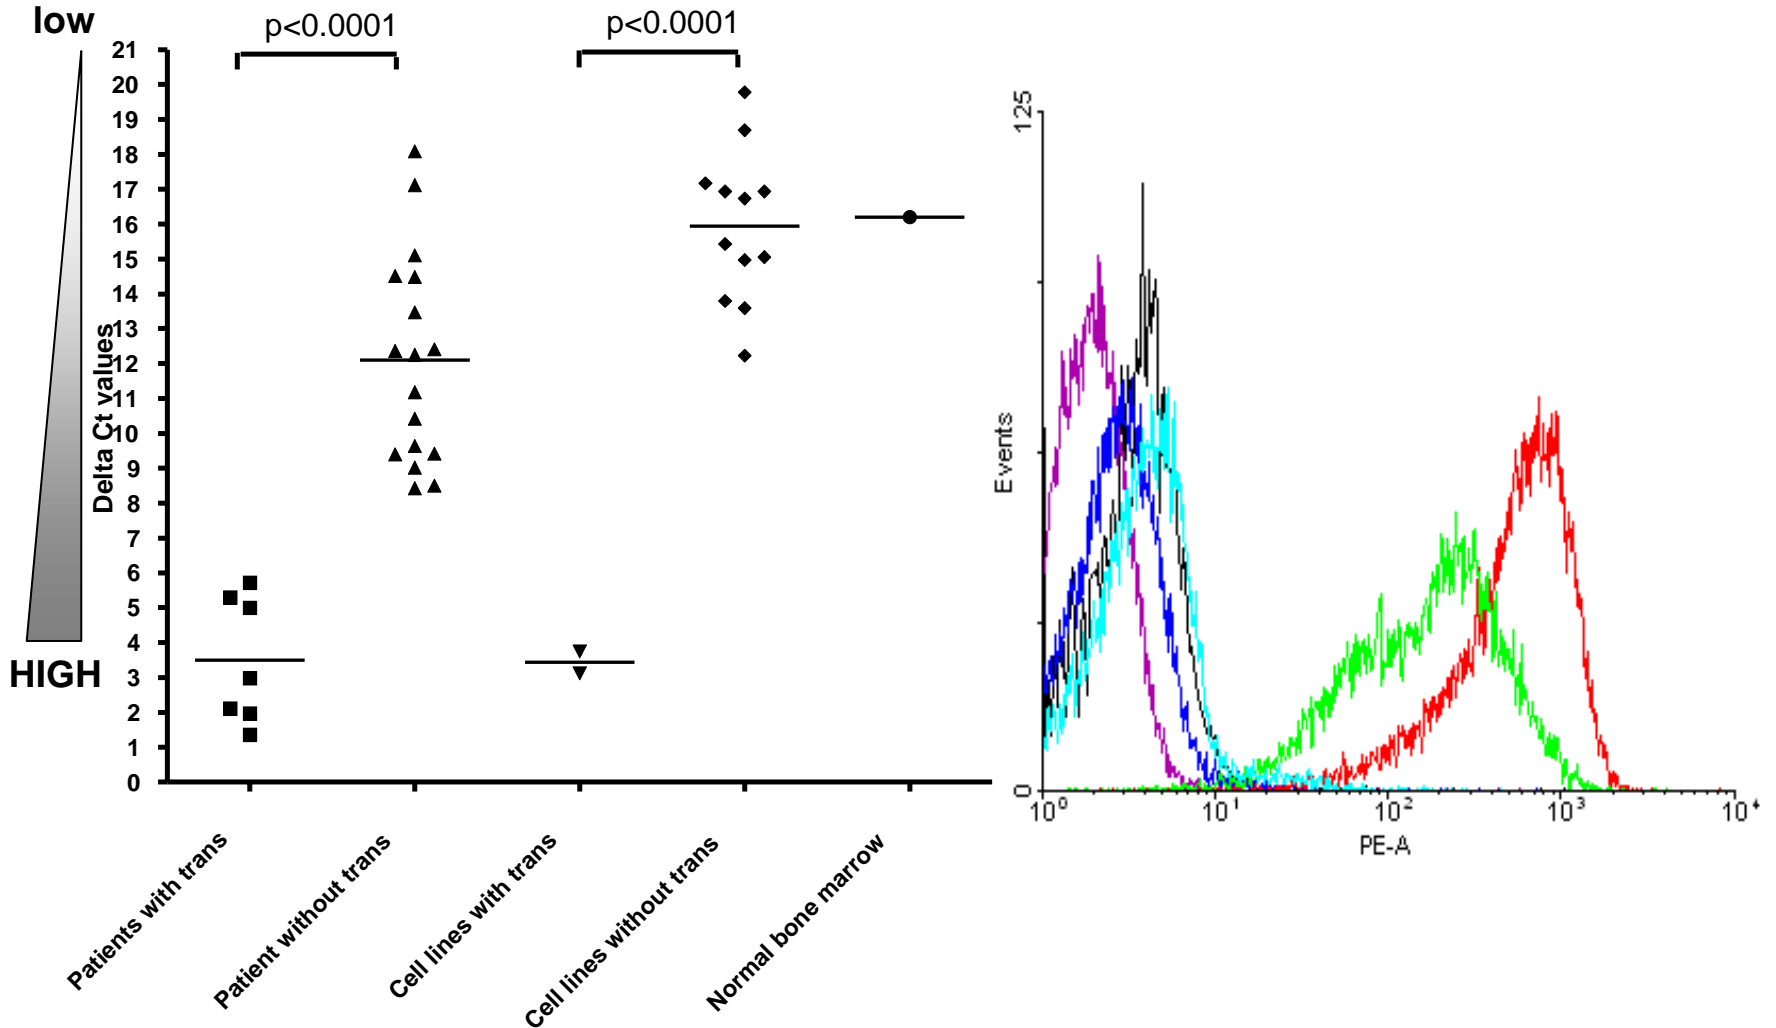 low
HIGH
p<0.0001
p<0.0001
Delta Ct values
21
20
19
18
17
16
15
14
13
12
11
10
9
8
7
6
5
4
3
2
1
0
Patients with trans
Patient without trans
Cell lines with trans
Cell lines without trans
Normal bone marrow
125
Events
0
10⁰
10¹
10²
10³
10⁴
PE-A